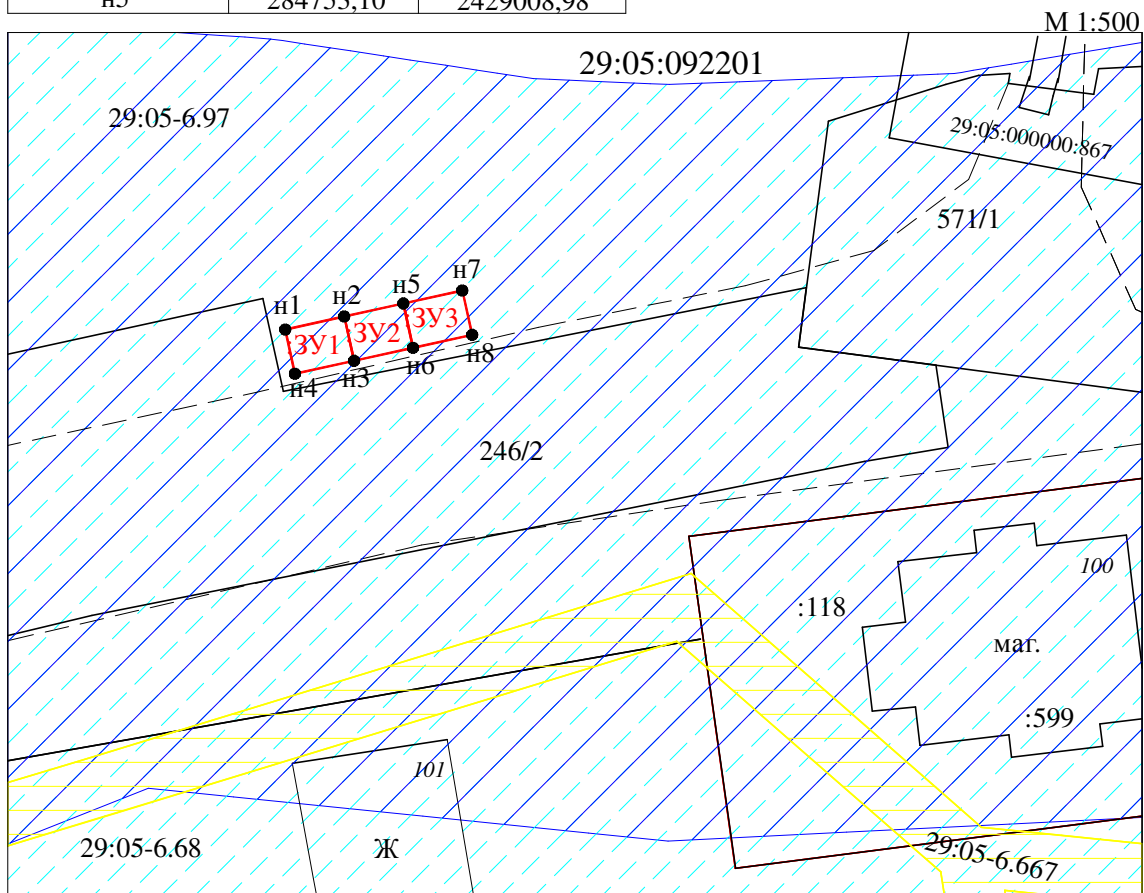 н5 284753,10 2429008,98
М 1:500
29:05:092201
29:05-6.97
29:05:000000:867
571/1
н7
н5
н2
н1
ЗУ3
ЗУ2
ЗУ1
н8
н6
н3
н4
246/2
100
:118
маг.
:599
101
29:05-6.68
Ж
29:05-6.667